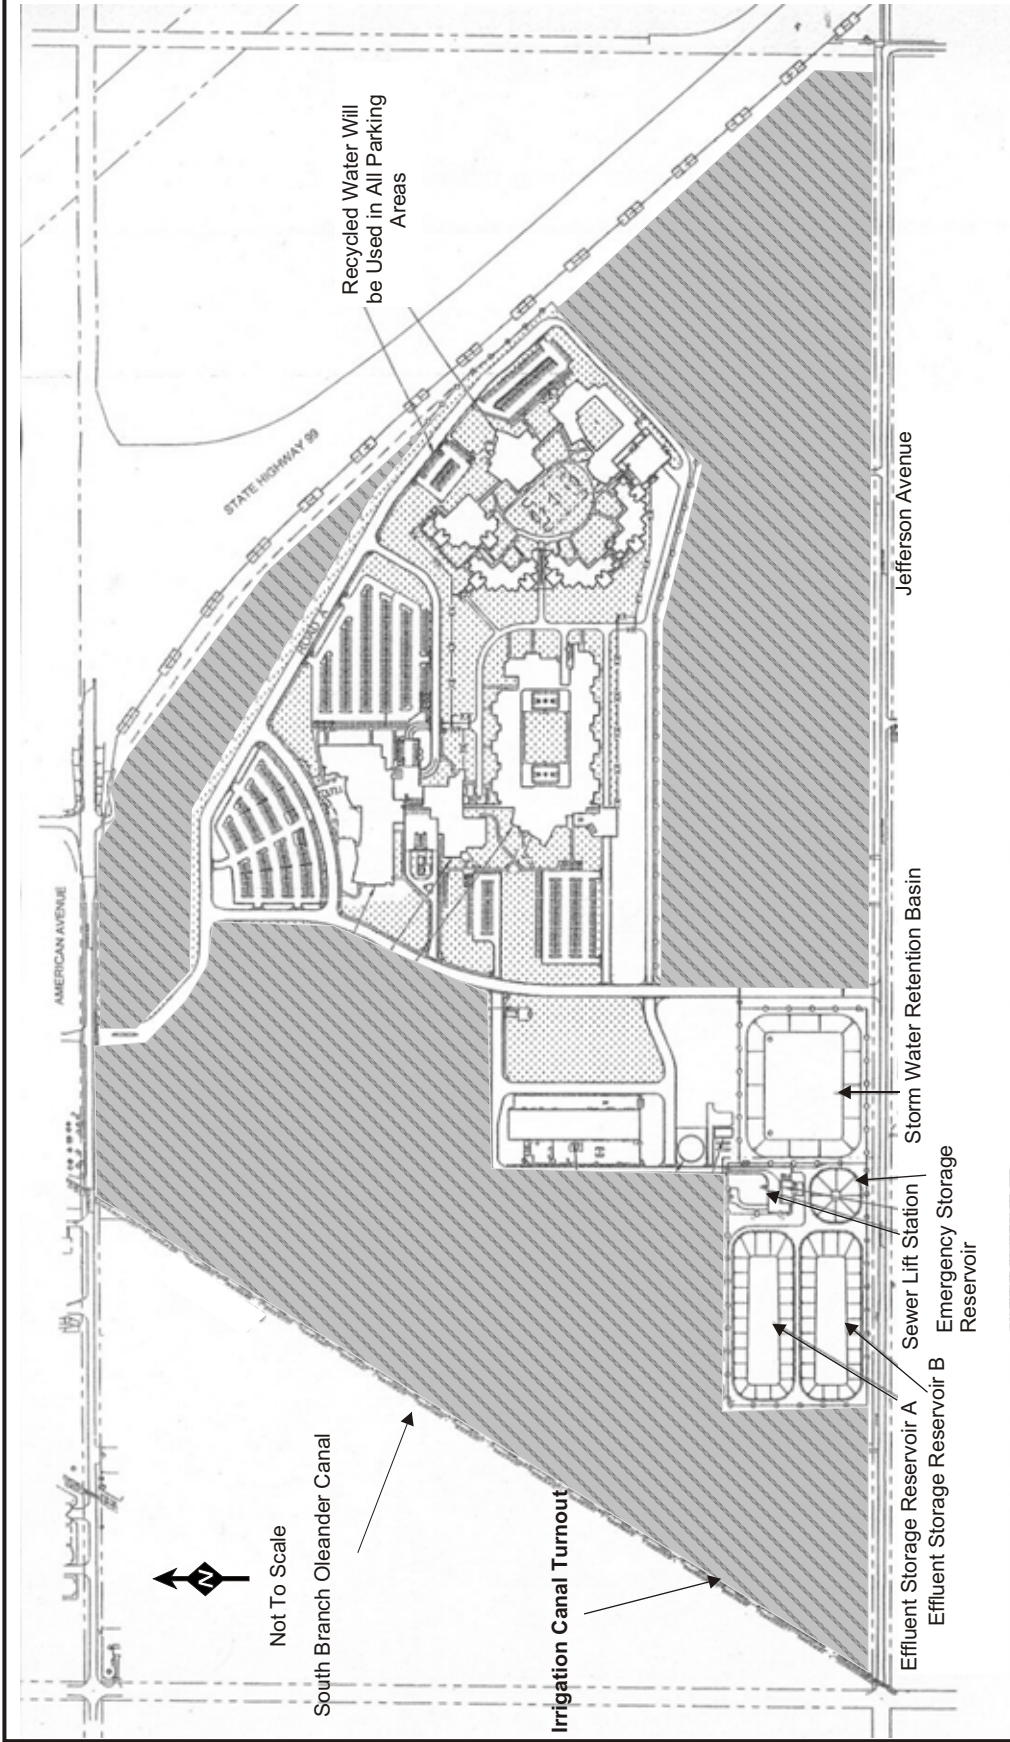 Recycled Water Will
be Used in All Parking
Areas
STATE HIGHWAY 99
ROAD A
AMERICAN AVENUE
Jefferson Avenue
N
Not To Scale
South Branch Oleander Canal
Irrigation Canal Turnout
Storm Water Retention Basin
Sewer Lift Station
Emergency Storage
Reservoir
Effluent Storage Reservoir A
Effluent Storage Reservoir B